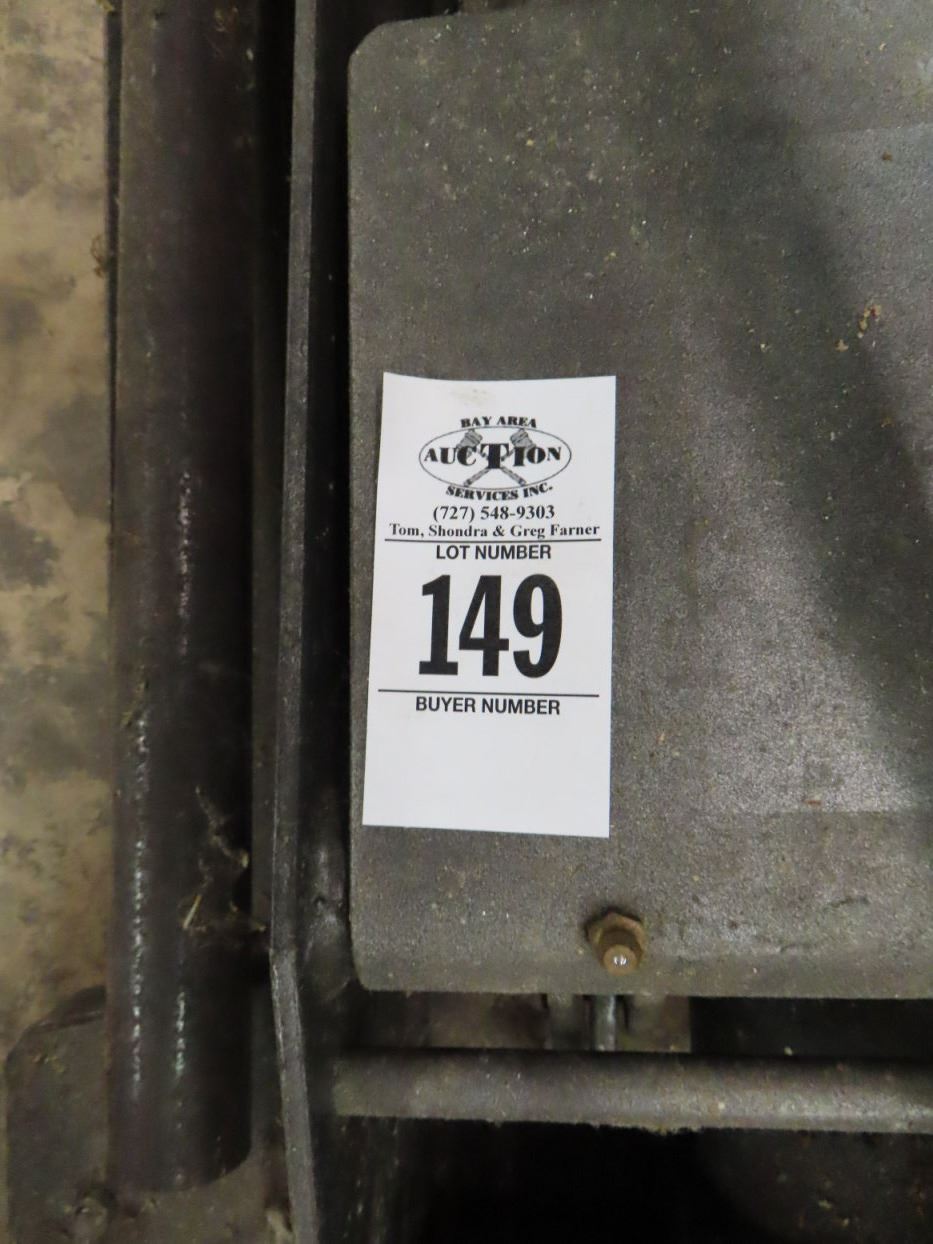 BAY AREA
AUCTION
SERVICES INC.
(727) 548-9303
Tom, Shondra & Greg Farner
LOT NUMBER
149
BUYER NUMBER